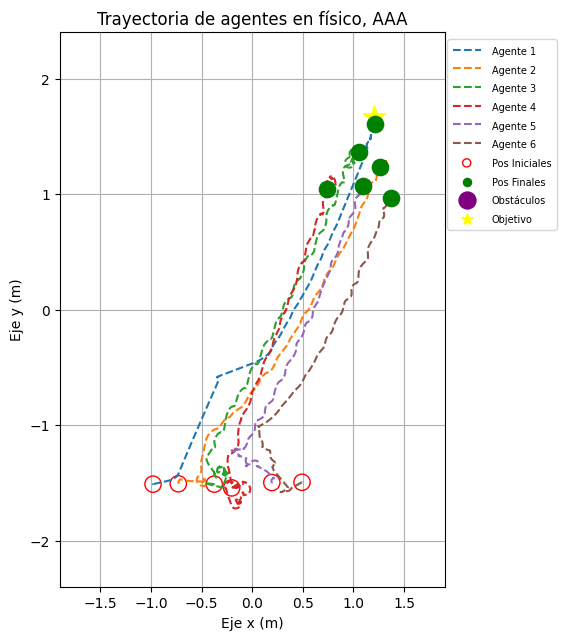 Trayectoria de agentes en físico, AAA
Agente 1
Agente 2
Agente 3
Agente 4
Agente 5
Agente 6
Pos Iniciales
Pos Finales
Obstáculos
Objetivo
Eje y (m)
2
1
0
−1
−2
−1.5
−1.0
−0.5
0.0
0.5
1.0
1.5
Eje x (m)